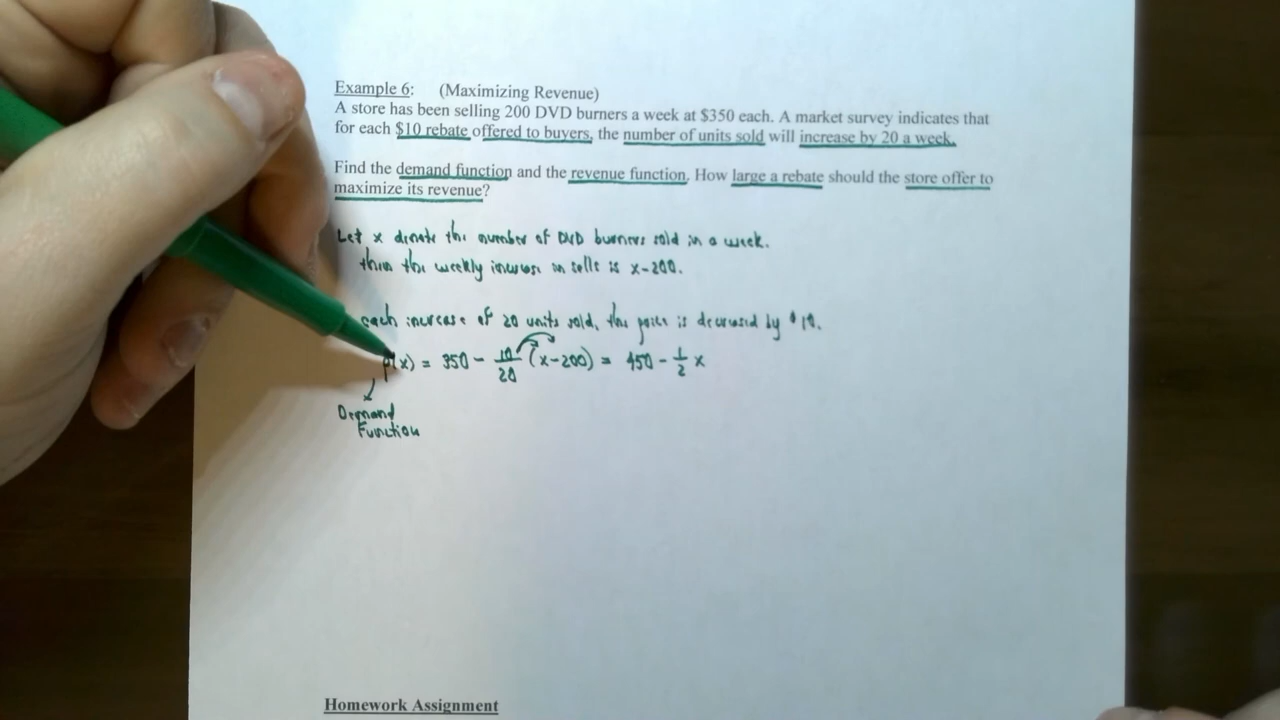 Example 6: (Maximizing Revenue)
A store has been selling 200 DVD burners a week at $350 each. A market survey indicates that
for each $10 rebate offered to buyers, the number of units sold will increase by 20 a week.
Find the demand function and the revenue function. How large a rebate should the store offer to
maximize its revenue?
Let x denote the number of DVD burners sold in a week.
then the weekly increase in sells is x-200.
each increase of 20 units sold, the price is decreased by $10.
p(x) = 350 - 10/20 (x-200) = 450 - 1/2 x
Demand
Function
Homework Assignment